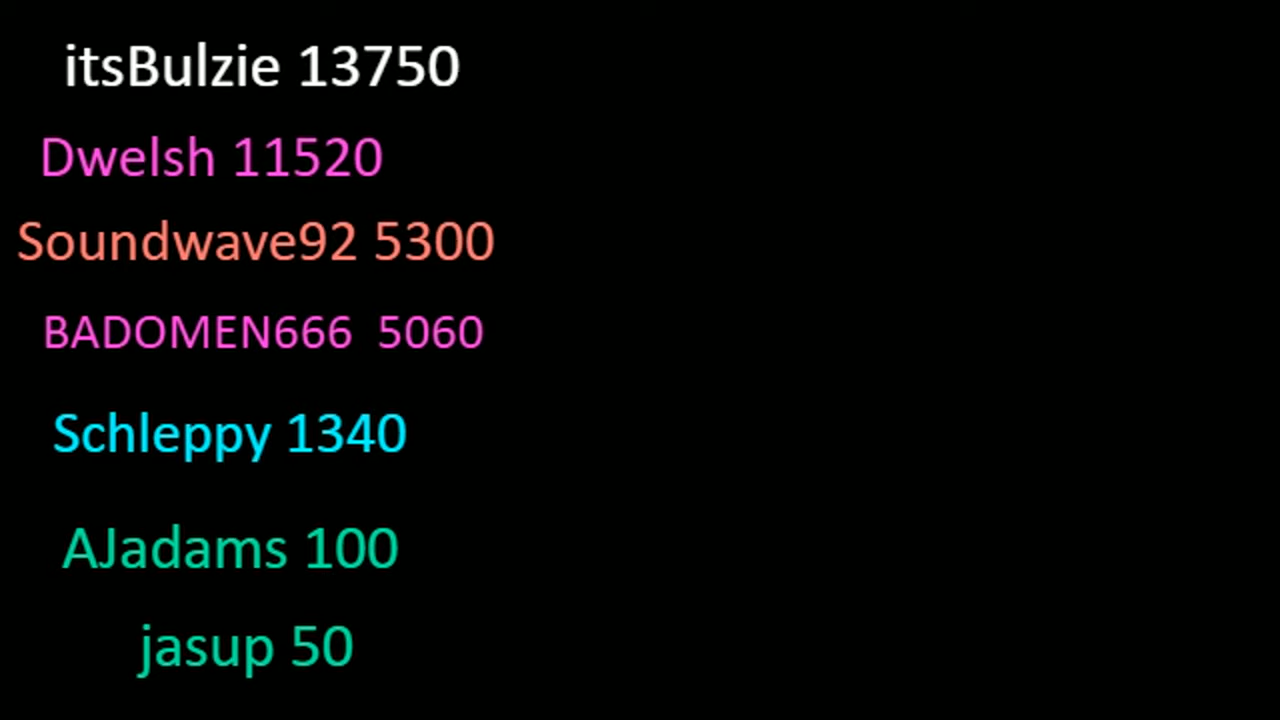 itsBulzie 13750
Dwelsh 11520
Soundwave92 5300
BADOMEN666 5060
Schleppy 1340
AJadams 100
jasup 50